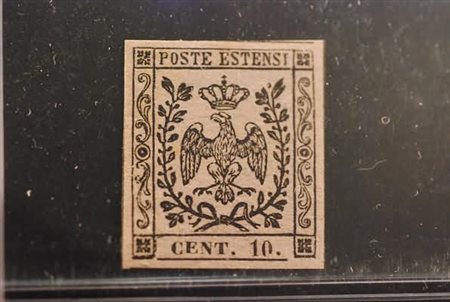 POSTE ESTENSI
CENT. 10.